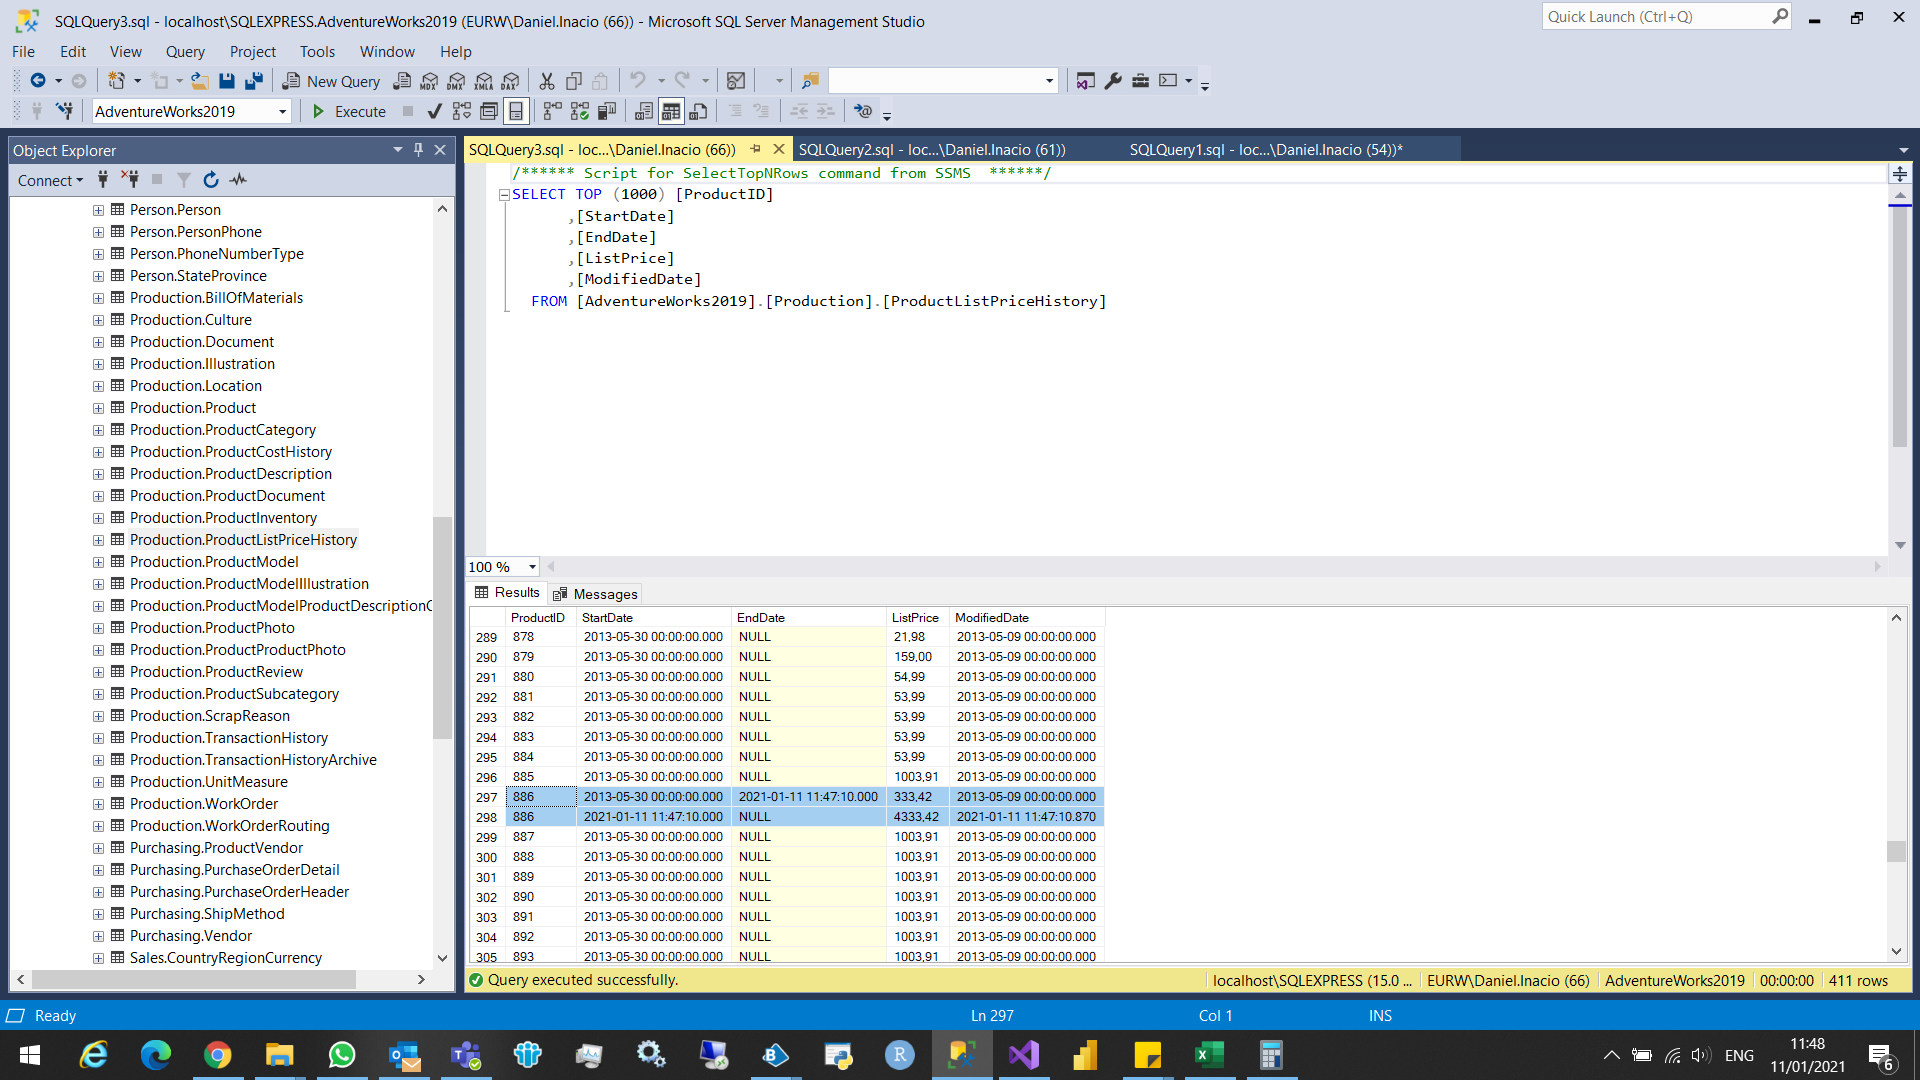 SQLQuery3.sql - localhost\SQLEXPRESS.AdventureWorks2019 (EURW\Daniel.Inacio (66)) - Microsoft SQL Server Management Studio
Quick Launch (Ctrl+Q)
File Edit View Query Project Tools Window Help
New Query MDX DMX XMLA DAX
AdventureWorks2019 Execute
Object Explorer
Connect
Person.Person
Person.PersonPhone
Person.PhoneNumberType
Person.StateProvince
Production.BillOfMaterials
Production.Culture
Production.Document
Production.Illustration
Production.Location
Production.Product
Production.ProductCategory
Production.ProductCostHistory
Production.ProductDescription
Production.ProductDocument
Production.ProductInventory
Production.ProductListPriceHistory
Production.ProductModel
Production.ProductModelIllustration
Production.ProductModelProductDescriptionC
Production.ProductPhoto
Production.ProductProductPhoto
Production.ProductReview
Production.ProductSubcategory
Production.ScrapReason
Production.TransactionHistory
Production.TransactionHistoryArchive
Production.UnitMeasure
Production.WorkOrder
Production.WorkOrderRouting
Purchasing.ProductVendor
Purchasing.PurchaseOrderDetail
Purchasing.PurchaseOrderHeader
Purchasing.ShipMethod
Purchasing.Vendor
Sales.CountryRegionCurrency
SQLQuery3.sql - loc...\Daniel.Inacio (66)) SQLQuery2.sql - loc...\Daniel.Inacio (61)) SQLQuery1.sql - loc...\Daniel.Inacio (54))*
/****** Script for SelectTopNRows command from SSMS ******/
SELECT TOP (1000) [ProductID]
,[StartDate]
,[EndDate]
,[ListPrice]
,[ModifiedDate]
FROM [AdventureWorks2019].[Production].[ProductListPriceHistory]
100 %
Results Messages
ProductID StartDate EndDate ListPrice ModifiedDate
289 878 2013-05-30 00:00:00.000 NULL 21,98 2013-05-09 00:00:00.000
290 879 2013-05-30 00:00:00.000 NULL 159,00 2013-05-09 00:00:00.000
291 880 2013-05-30 00:00:00.000 NULL 54,99 2013-05-09 00:00:00.000
292 881 2013-05-30 00:00:00.000 NULL 53,99 2013-05-09 00:00:00.000
293 882 2013-05-30 00:00:00.000 NULL 53,99 2013-05-09 00:00:00.000
294 883 2013-05-30 00:00:00.000 NULL 53,99 2013-05-09 00:00:00.000
295 884 2013-05-30 00:00:00.000 NULL 53,99 2013-05-09 00:00:00.000
296 885 2013-05-30 00:00:00.000 NULL 1003,91 2013-05-09 00:00:00.000
297 886 2013-05-30 00:00:00.000 2021-01-11 11:47:10.000 333,42 2013-05-09 00:00:00.000
298 886 2021-01-11 11:47:10.000 NULL 4333,42 2021-01-11 11:47:10.870
299 887 2013-05-30 00:00:00.000 NULL 1003,91 2013-05-09 00:00:00.000
300 888 2013-05-30 00:00:00.000 NULL 1003,91 2013-05-09 00:00:00.000
301 889 2013-05-30 00:00:00.000 NULL 1003,91 2013-05-09 00:00:00.000
302 890 2013-05-30 00:00:00.000 NULL 1003,91 2013-05-09 00:00:00.000
303 891 2013-05-30 00:00:00.000 NULL 1003,91 2013-05-09 00:00:00.000
304 892 2013-05-30 00:00:00.000 NULL 1003,91 2013-05-09 00:00:00.000
305 893 2013-05-30 00:00:00.000 NULL 1003,91 2013-05-09 00:00:00.000
Query executed successfully. localhost\SQLEXPRESS (15.0 ... EURW\Daniel.Inacio (66) AdventureWorks2019 00:00:00 411 rows
Ready Ln 297 Col 1 INS
ENG 11:48
11/01/2021
6